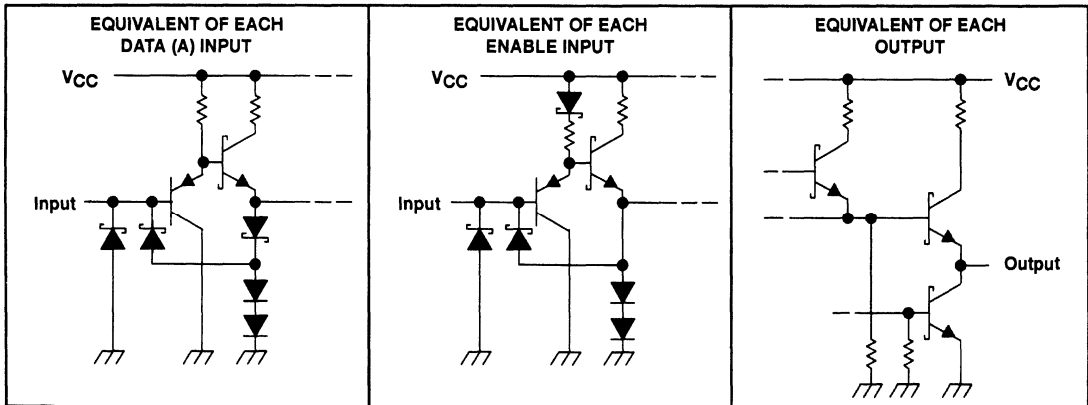 EQUIVALENT OF EACH
DATA (A) INPUT
VCC
Input
EQUIVALENT OF EACH
ENABLE INPUT
VCC
Input
EQUIVALENT OF EACH
OUTPUT
VCC
Output